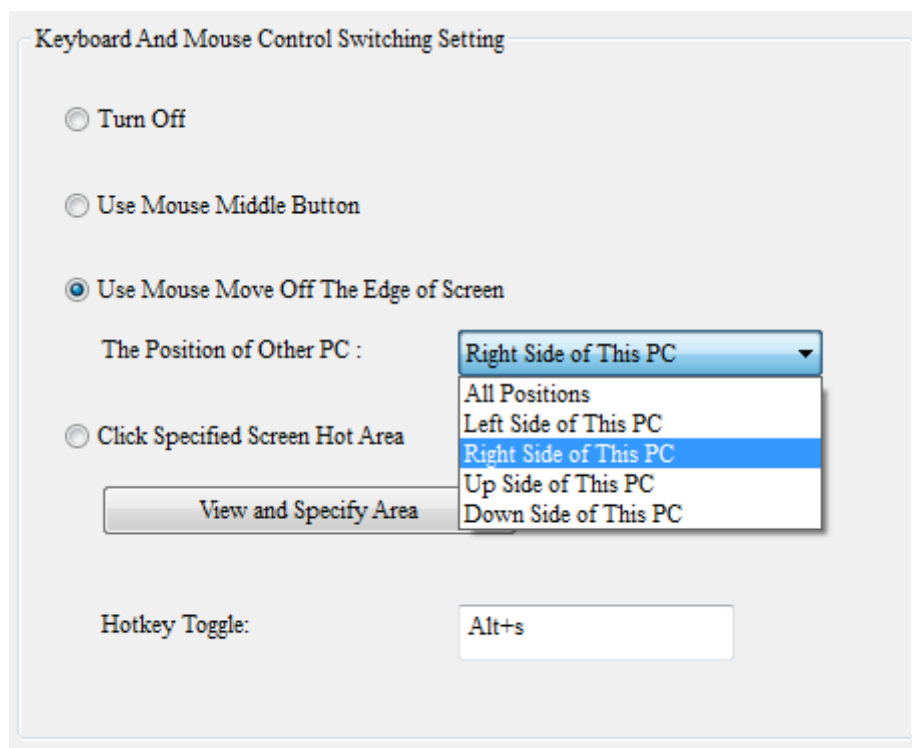 Keyboard And Mouse Control Switching Setting
Turn Off
Use Mouse Middle Button
Use Mouse Move Off The Edge of Screen
The Position of Other PC :
Right Side of This PC
All Positions
Left Side of This PC
Right Side of This PC
Up Side of This PC
Down Side of This PC
Click Specified Screen Hot Area
View and Specify Area
Hotkey Toggle:
Alt+s